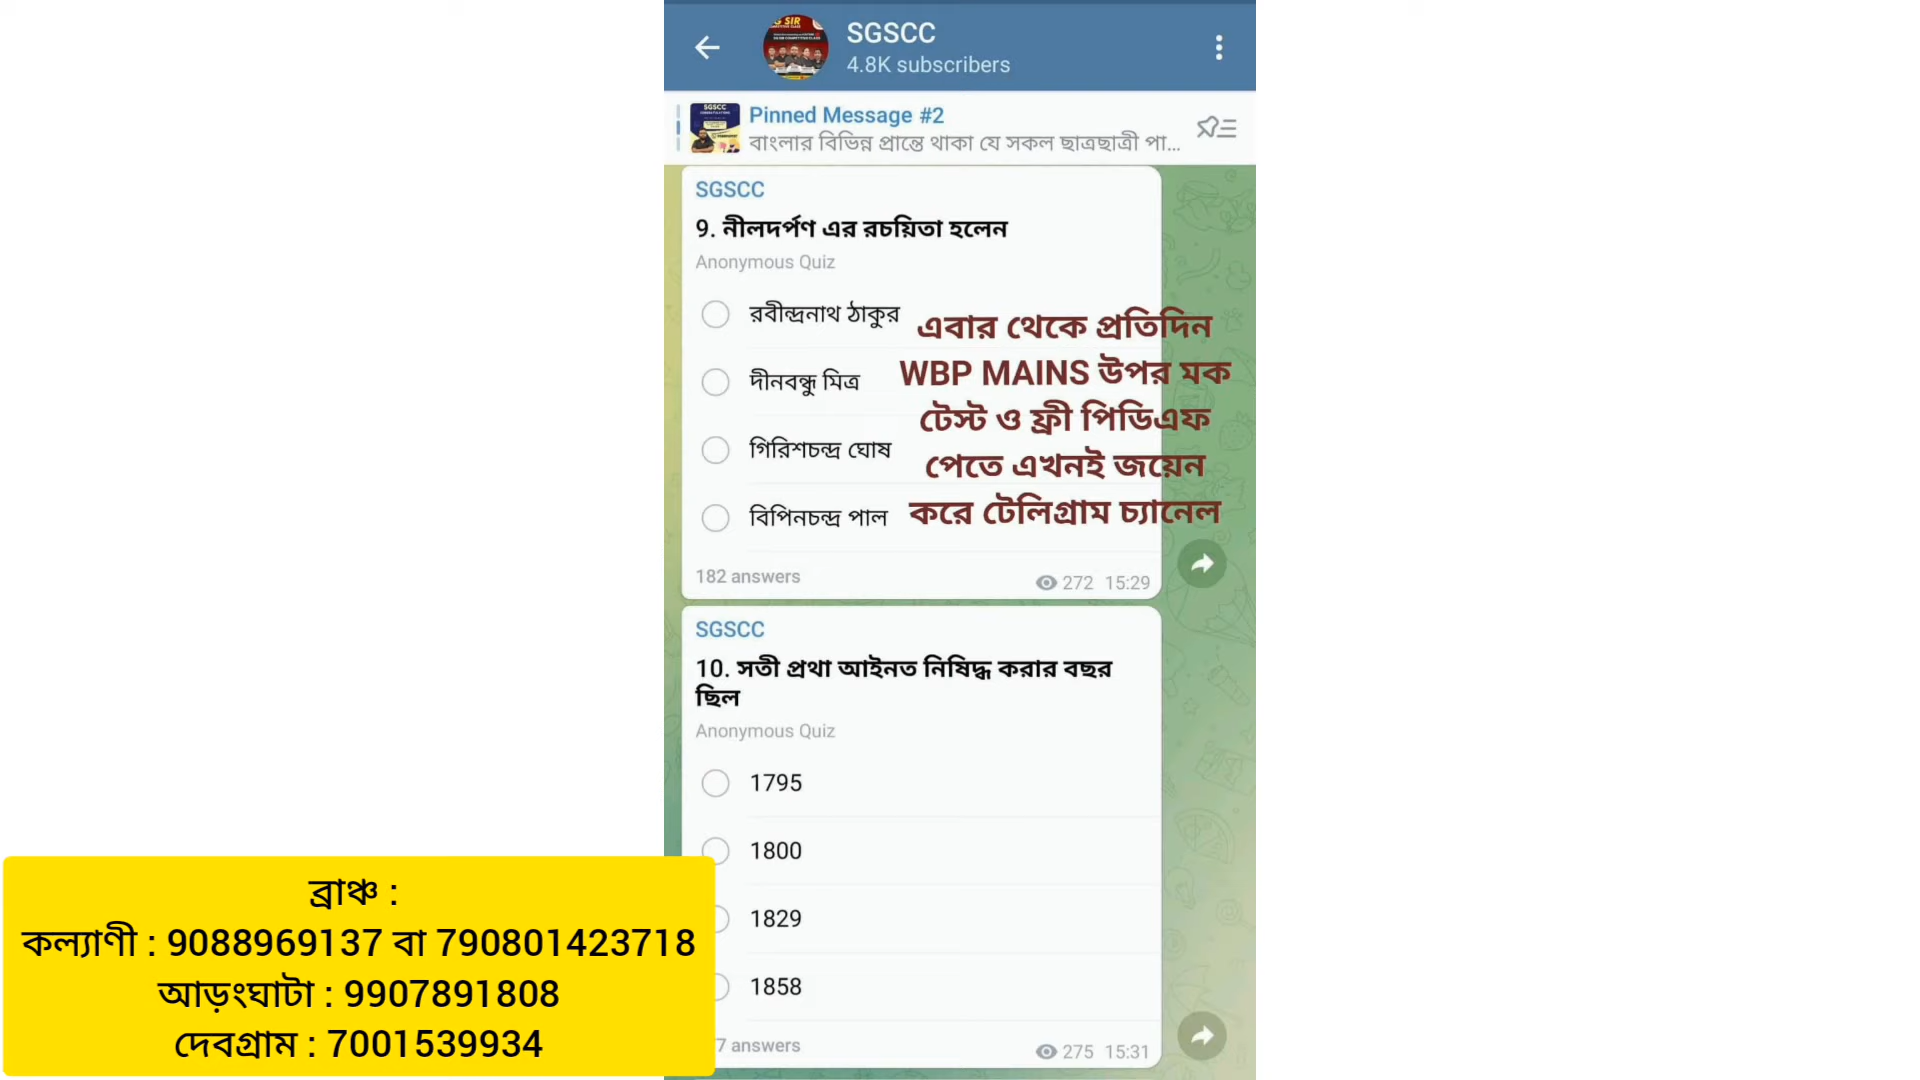 SGSCC
4.8K subscribers
Pinned Message #2
বাংলার বিভিন্ন প্রান্তে থাকা যে সকল ছাত্রছাত্রী পা...
SGSCC
9. নীলদর্পণ এর রচয়িতা হলেন
Anonymous Quiz
রবীন্দ্রনাথ ঠাকুর
দীনবন্ধু মিত্র
গিরিশচন্দ্র ঘোষ
বিপিনচন্দ্র পাল
এবার থেকে প্রতিদিন
WBP MAINS উপর মক
টেস্ট ও ফ্রী পিডিএফ
পেতে এখনই জয়েন
করে টেলিগ্রাম চ্যানেল
182 answers
272 15:29
SGSCC
10. সতী প্রথা আইনত নিষিদ্ধ করার বছর
ছিল
Anonymous Quiz
1795
1800
1829
1858
7 answers
275 15:31
ব্রাঞ্চ :
কল্যাণী : 9088969137 বা 790801423718
আড়ংঘাটা : 9907891808
দেবগ্রাম : 7001539934